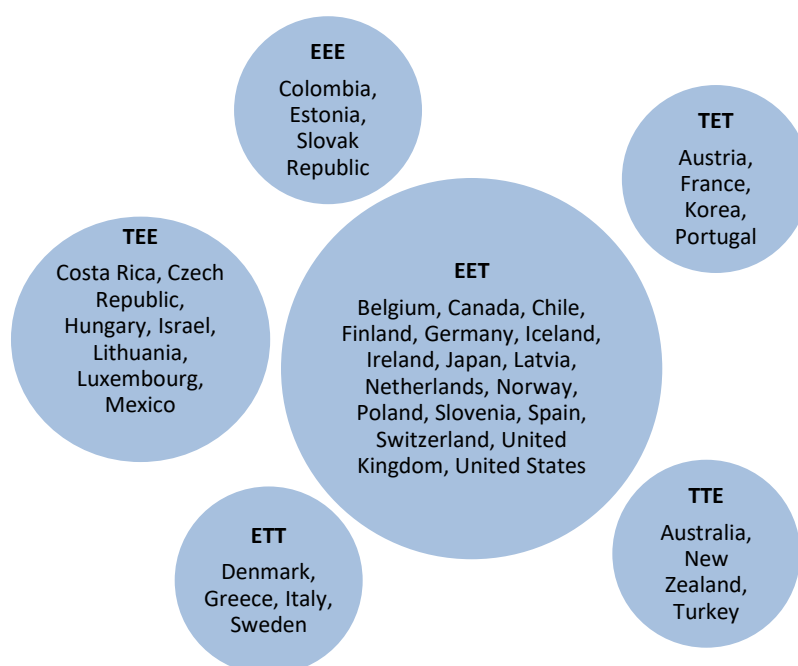 EEE
Colombia,
Estonia,
Slovak
Republic
TET
Austria,
France,
Korea,
Portugal
TEE
Costa Rica, Czech
Republic,
Hungary, Israel,
Lithuania,
Luxembourg,
Mexico
EET
Belgium, Canada, Chile,
Finland, Germany, Iceland,
Ireland, Japan, Latvia,
Netherlands, Norway,
Poland, Slovenia, Spain,
Switzerland, United
Kingdom, United States
ETT
Denmark,
Greece, Italy,
Sweden
TTE
Australia,
New
Zealand,
Turkey